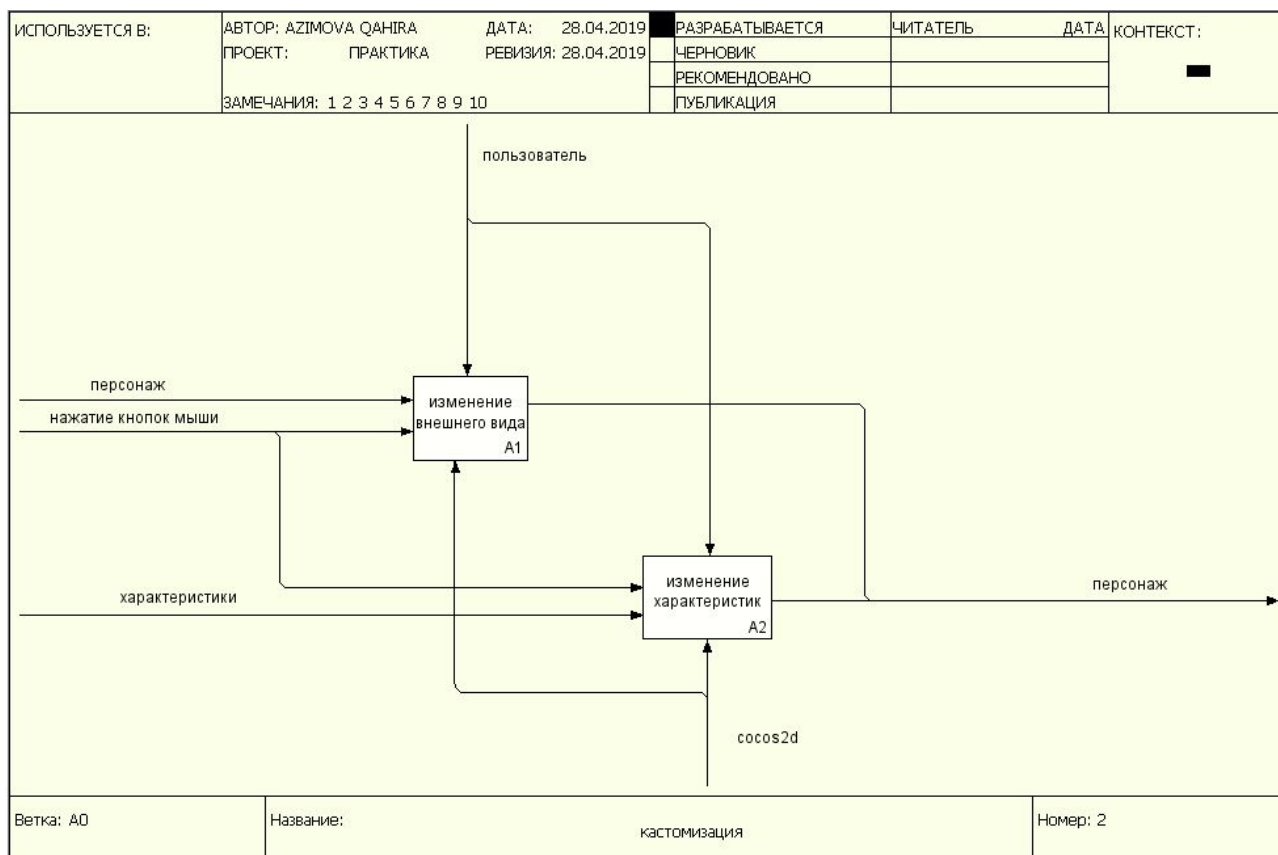 ИСПОЛЬЗУЕТСЯ В:
АВТОР: AZIMOVA QAHIRA
ДАТА: 28.04.2019
ПРОЕКТ: ПРАКТИКА
РЕВИЗИЯ: 28.04.2019
ЗАМЕЧАНИЯ: 1 2 3 4 5 6 7 8 9 10
РАЗРАБАТЫВАЕТСЯ
ЧЕРНОВИК
РЕКОМЕНДОВАНО
ПУБЛИКАЦИЯ
ЧИТАТЕЛЬ
ДАТА
КОНТЕКСТ:
пользователь
персонаж
нажатие кнопок мыши
изменение
внешнего вида
A1
характеристики
изменение
характеристик
A2
персонаж
cocos2d
Ветка: A0
Название:
кастомизация
Номер: 2